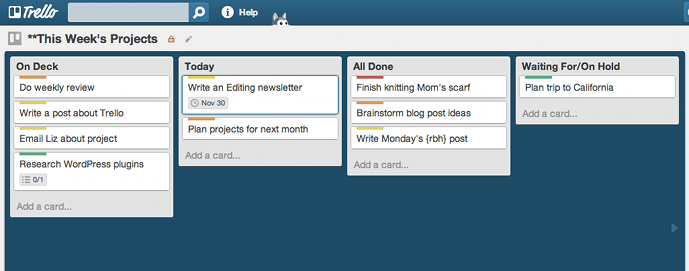 Trello
Help
**This Week's Projects
On Deck
Do weekly review
Write a post about Trello
Email Liz about project
Research WordPress plugins
0/1
Add a card...
Today
Write an Editing newsletter
Nov 30
Plan projects for next month
Add a card...
All Done
Finish knitting Mom's scarf
Brainstorm blog post ideas
Write Monday's {rbh} post
Add a card...
Waiting For/On Hold
Plan trip to California
Add a card...